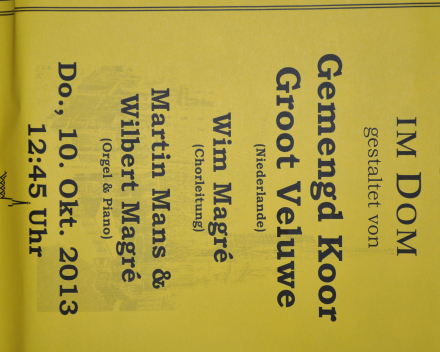 IM DOM
gestaltet von
Gemengd Koor
Groot Veluwe
(Niederlande)
Wim Magré
(Chorleitung)
Martin Mans &
Wilbert Magré
(Orgel & Piano)
Do., 10. Okt. 2013
12:45 Uhr